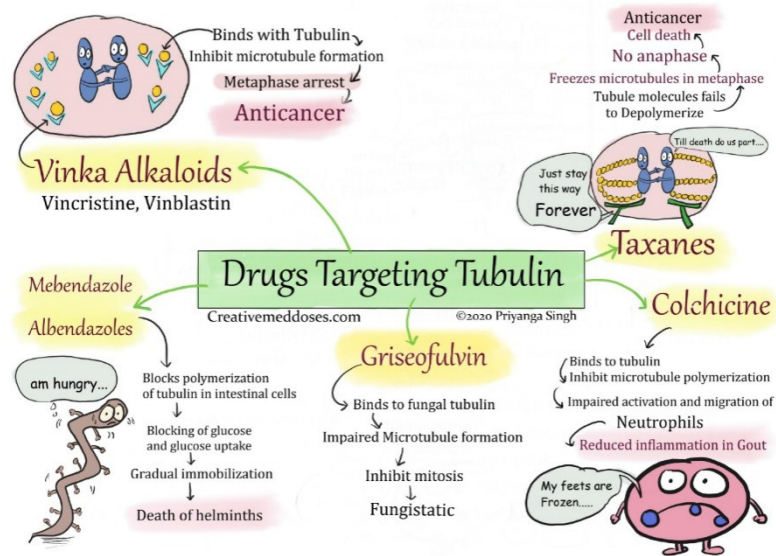 Binds with Tubulin
Inhibit microtubule formation
Metaphase arrest
Anticancer
Vinka Alkaloids
Vincristine, Vinblastin
Anticancer
Cell death
No anaphase
Freezes microtubules in metaphase
Tubule molecules fails
to Depolymerize
Till death do us part....
Just stay
this way
Forever
Taxanes
Drugs Targeting Tubulin
Creativemeddoses.com
©2020 Priyanga Singh
Mebendazole
Albendazoles
am hungry...
Blocks polymerization
of tubulin in intestinal cells
Blocking of glucose
and glucose uptake
Gradual immobilization
Death of helminths
Griseofulvin
Binds to fungal tubulin
Impaired Microtubule formation
Inhibit mitosis
Fungistatic
Colchicine
Binds to tubulin
Inhibit microtubule polymerization
Impaired activation and migration of
Neutrophils
Reduced inflammation in Gout
My feets are
Frozen.....